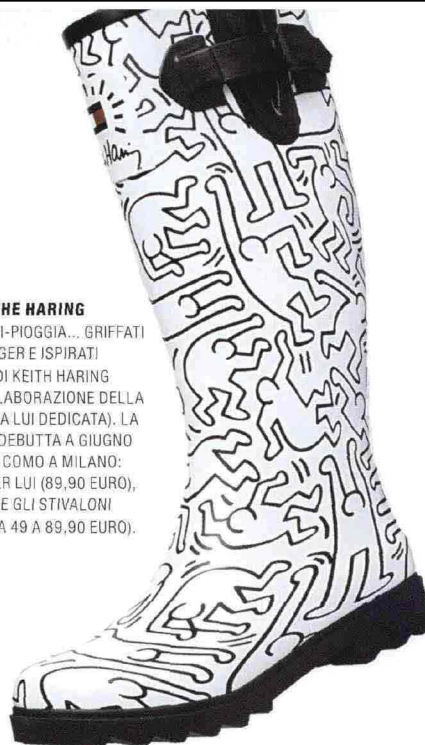 HE HARING
I-PIOGGIA... GRIFFATI
GER E ISPIRATI
DI KEITH HARING
LABORAZIONE DELLA
A LUI DEDICATA). LA
DEBUTTA A GIUGNO
COMO A MILANO:
R LUI (89,90 EURO),
E GLI STIVALONI
A 49 A 89,90 EURO).
Haring